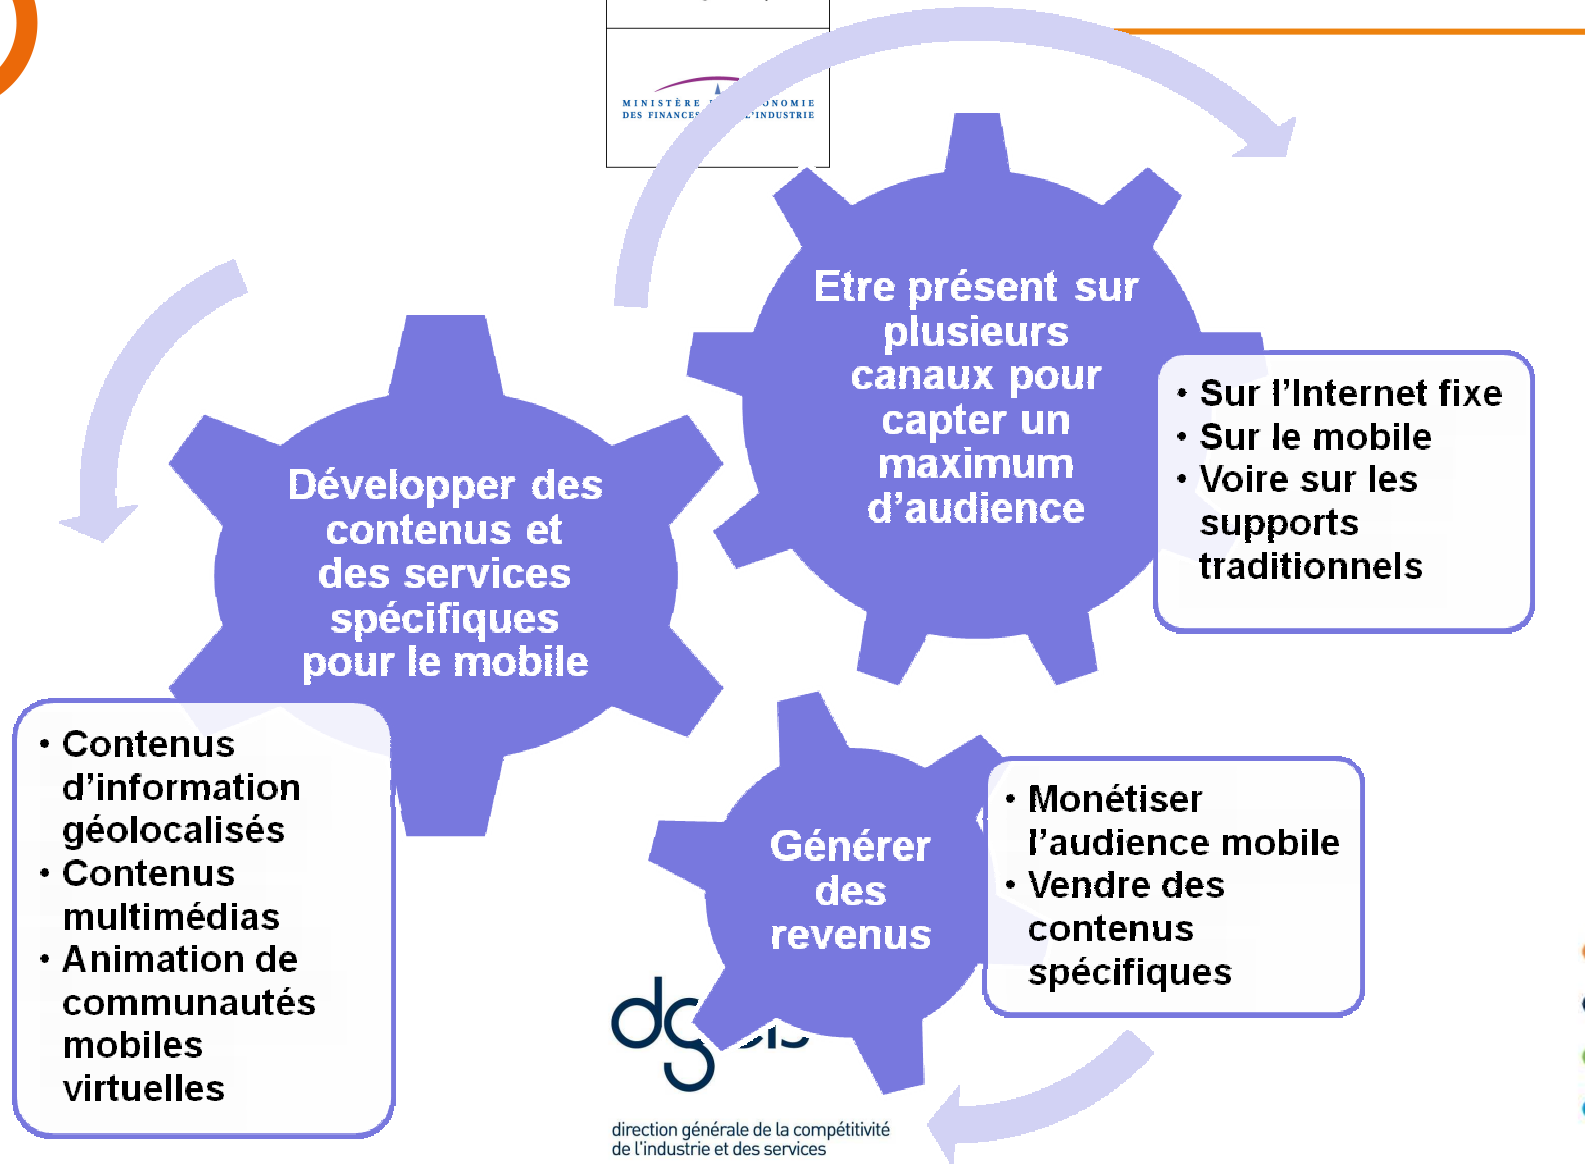 MINISTÈRE
ONOMIE
DES FINANCES
L'INDUSTRIE
Etre présent sur
plusieurs
canaux pour
capter un
maximum
d'audience
• Sur l'Internet fixe
• Sur le mobile
• Voire sur les
supports
traditionnels
Développer des
contenus et
des services
spécifiques
pour le mobile
• Contenus
d'information
géolocalisés
• Contenus
multimédias
• Animation de
communautés
mobiles
virtuelles
Générer
des
revenus
• Monétiser
l'audience mobile
• Vendre des
contenus
spécifiques
direction générale de la compétitivité
de l'industrie et des services